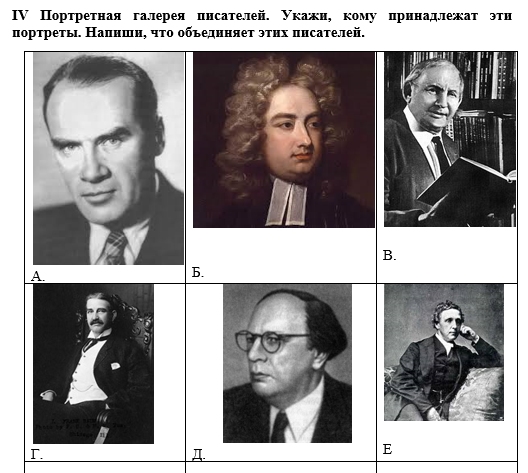 IV Портретная галерея писателей. Укажи, кому принадлежат эти
портреты. Напиши, что объединяет этих писателей.
А.
Б.
В.
Г.
Д.
Е